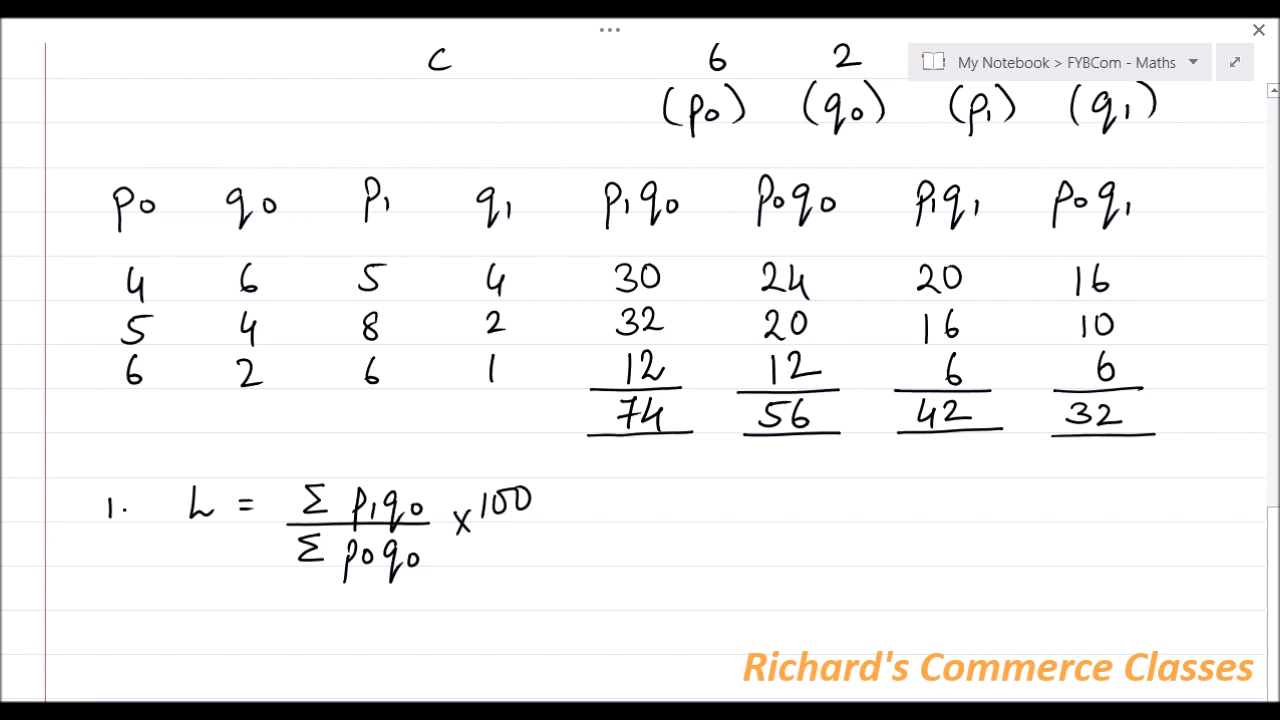 ...
C 6 2 My Notebook > FYBCom - Maths
(p0) (q0) (p1) (q1)
p0 q0 p1 q1 p1q0 p0q0 p1q1 p0q1
4 6 5 4 30 24 20 16
5 4 8 2 32 20 16 10
6 2 6 1 12 12 6 6
74 56 42 32
1. L = Σ p1q0 × 100
Σ p0q0
Richard's Commerce Classes